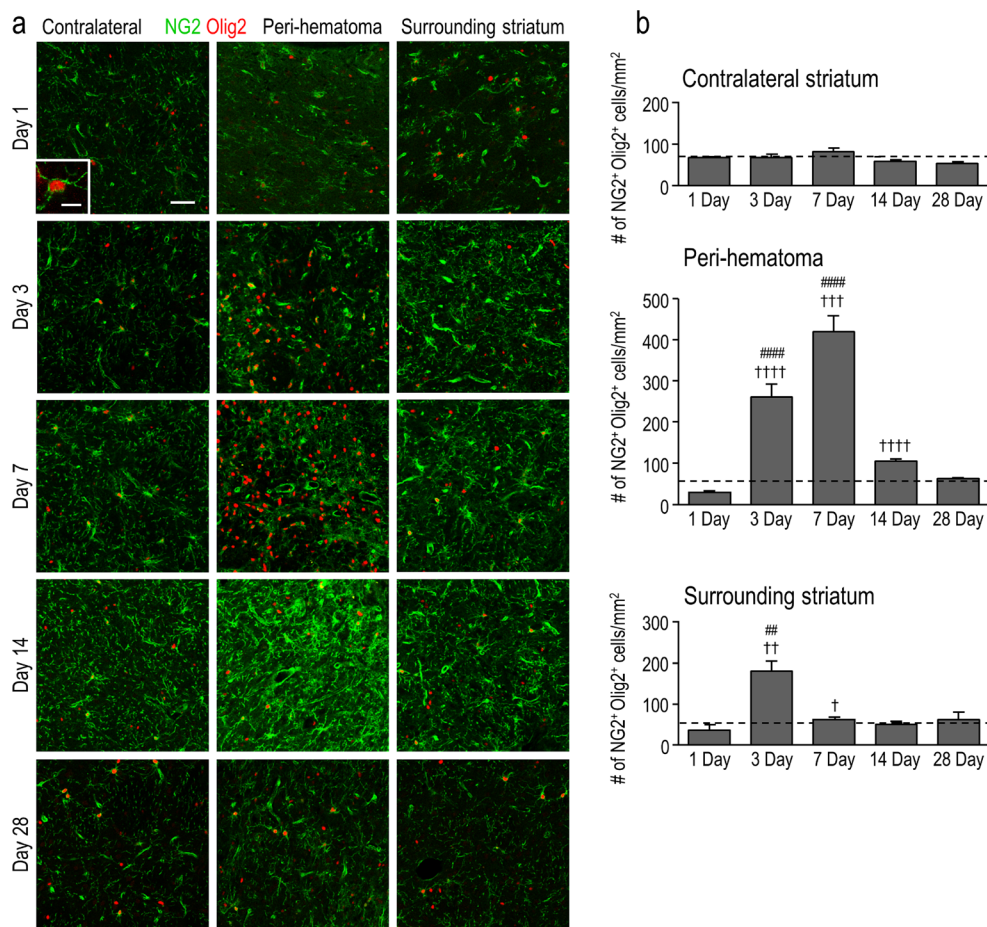 a
Contralateral NG2 Olig2 Peri-hematoma Surrounding striatum
Day 1
Day 3
Day 7
Day 14
Day 28
b
Contralateral striatum
# of NG2⁺ Olig2⁺ cells/mm²
200
100
0
1 Day 3 Day 7 Day 14 Day 28 Day
Peri-hematoma
# of NG2⁺ Olig2⁺ cells/mm²
500
400
300
200
100
0
####
††††
####
†††
††††
1 Day 3 Day 7 Day 14 Day 28 Day
Surrounding striatum
# of NG2⁺ Olig2⁺ cells/mm²
300
200
100
0
##
††
†
1 Day 3 Day 7 Day 14 Day 28 Day